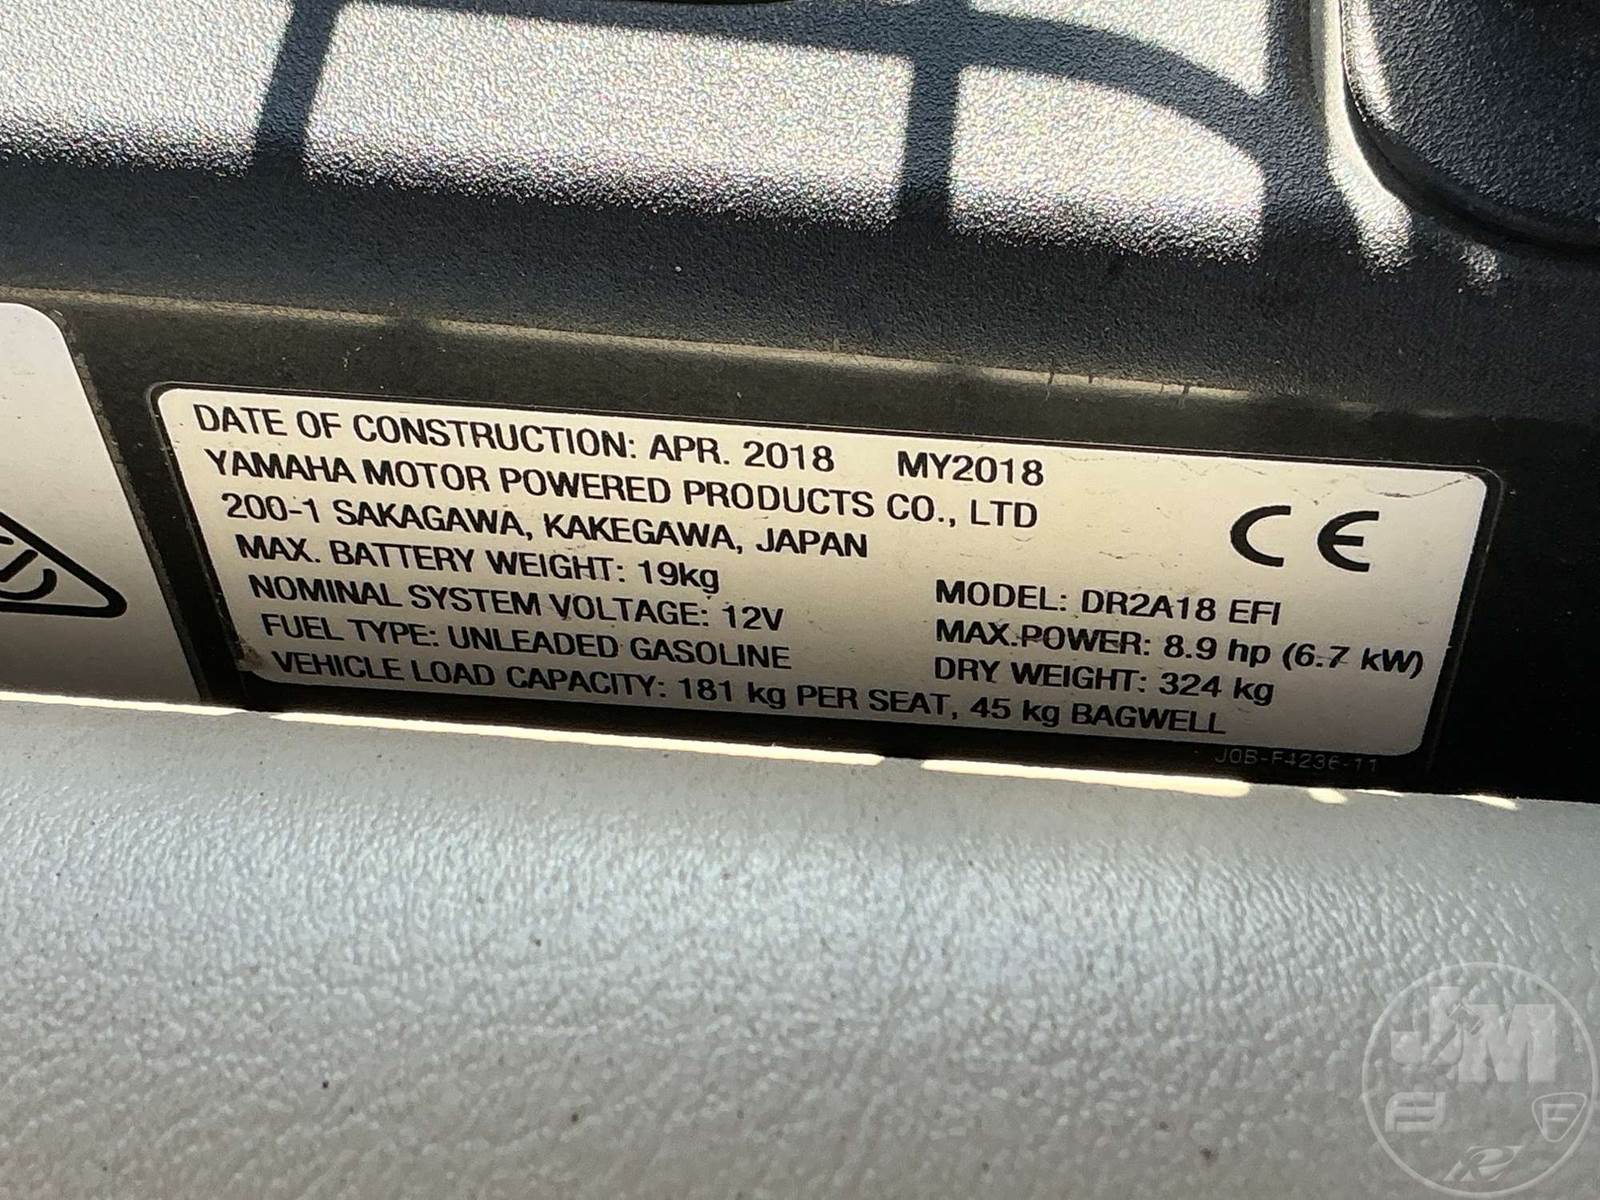 DATE OF CONSTRUCTION: APR. 2018 MY2018
YAMAHA MOTOR POWERED PRODUCTS CO., LTD
200-1 SAKAGAWA, KAKEGAWA, JAPAN
CE
MAX. BATTERY WEIGHT: 19kg
MODEL: DR2A18 EFI
NOMINAL SYSTEM VOLTAGE: 12V
MAX.POWER: 8.9 hp (6.7 kW)
FUEL TYPE: UNLEADED GASOLINE
DRY WEIGHT: 324 kg
VEHICLE LOAD CAPACITY: 181 kg PER SEAT, 45 kg BAGWELL
J0B-F4236-11
J&M